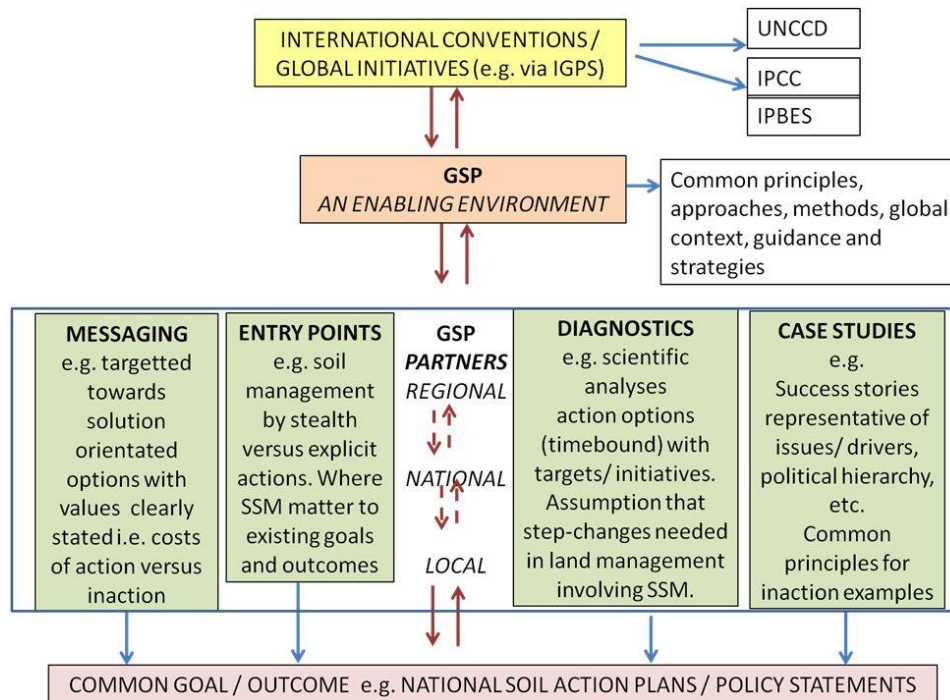 INTERNATIONAL CONVENTIONS /
GLOBAL INITIATIVES (e.g. via IGPS)
UNCCD
IPCC
IPBES
GSP
AN ENABLING ENVIRONMENT
Common principles,
approaches, methods, global
context, guidance and
strategies
MESSAGING
e.g. targetted
towards
solution
orientated
options with
values clearly
stated i.e. costs
of action versus
inaction
ENTRY POINTS
e.g. soil
management
by stealth
versus explicit
actions. Where
SSM matter to
existing goals
and outcomes
GSP
PARTNERS
REGIONAL
NATIONAL
LOCAL
DIAGNOSTICS
e.g. scientific
analyses
action options
(timebound) with
targets/ initiatives.
Assumption that
step-changes needed
in land management
involving SSM.
CASE STUDIES
e.g.
Success stories
representative of
issues/ drivers,
political hierarchy,
etc.
Common
principles for
inaction examples
COMMON GOAL / OUTCOME e.g. NATIONAL SOIL ACTION PLANS / POLICY STATEMENTS